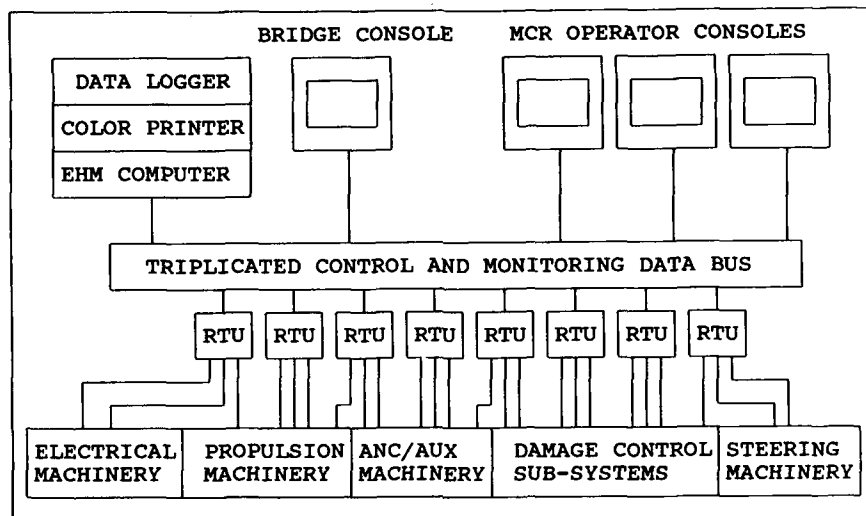 BRIDGE CONSOLE
MCR OPERATOR CONSOLES
DATA LOGGER
COLOR PRINTER
EHM COMPUTER
TRIPLICATED CONTROL AND MONITORING DATA BUS
RTU RTU RTU RTU RTU RTU RTU RTU
ELECTRICAL
MACHINERY
PROPULSION
MACHINERY
ANC/AUX
MACHINERY
DAMAGE CONTROL
SUB-SYSTEMS
STEERING
MACHINERY